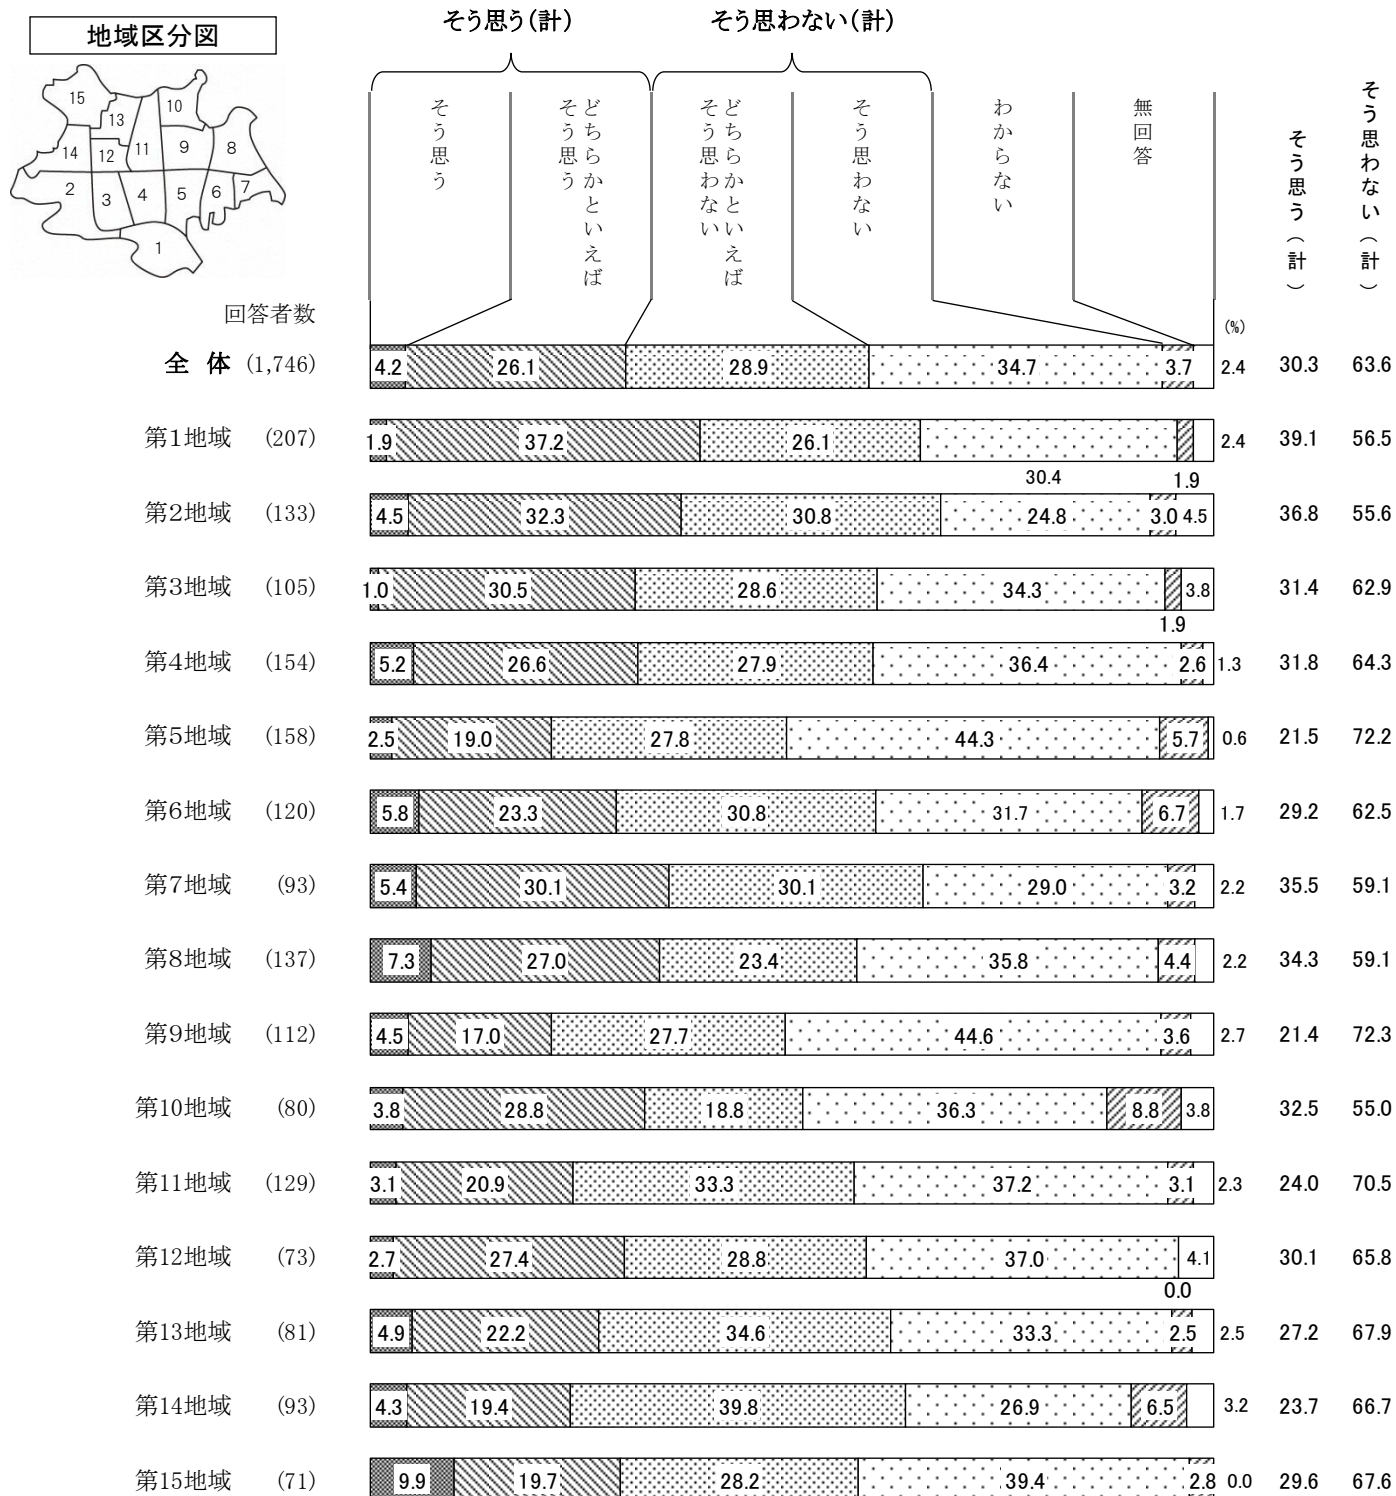 地域区分図
15
13
10
14
12
11
9
8
2
3
4
5
6
7
1
そう思う(計)
そう思わない(計)
そう思う
どちらかといえば
そう思う
どちらかといえば
そう思わない
そう思わない
わからない
無回答
そう思う(計)
そう思わない(計)
回答者数
(%)
全 体 (1,746) 4.2 26.1 28.9 34.7 3.7 2.4 30.3 63.6
第1地域 (207) 1.9 37.2 26.1 30.4 1.9 2.4 39.1 56.5
第2地域 (133) 4.5 32.3 30.8 24.8 3.0 4.5 36.8 55.6
第3地域 (105) 1.0 30.5 28.6 34.3 1.9 3.8 31.4 62.9
第4地域 (154) 5.2 26.6 27.9 36.4 2.6 1.3 31.8 64.3
第5地域 (158) 2.5 19.0 27.8 44.3 5.7 0.6 21.5 72.2
第6地域 (120) 5.8 23.3 30.8 31.7 6.7 1.7 29.2 62.5
第7地域 (93) 5.4 30.1 30.1 29.0 3.2 2.2 35.5 59.1
第8地域 (137) 7.3 27.0 23.4 35.8 4.4 2.2 34.3 59.1
第9地域 (112) 4.5 17.0 27.7 44.6 3.6 2.7 21.4 72.3
第10地域 (80) 3.8 28.8 18.8 36.3 8.8 3.8 32.5 55.0
第11地域 (129) 3.1 20.9 33.3 37.2 3.1 2.3 24.0 70.5
第12地域 (73) 2.7 27.4 28.8 37.0 0.0 4.1 30.1 65.8
第13地域 (81) 4.9 22.2 34.6 33.3 2.5 2.5 27.2 67.9
第14地域 (93) 4.3 19.4 39.8 26.9 6.5 3.2 23.7 66.7
第15地域 (71) 9.9 19.7 28.2 39.4 2.8 0.0 29.6 67.6